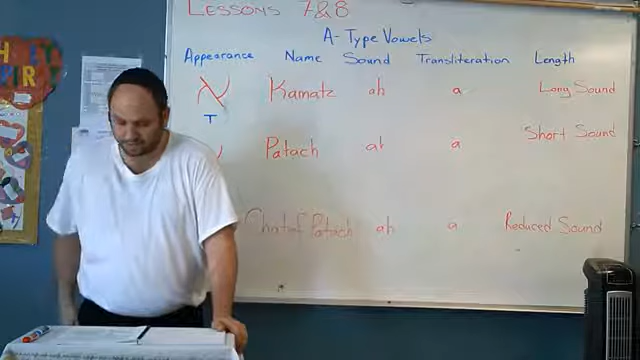 LESSONS 7&8
A-TYPE VOWELS
Appearance Name Sound Transliteration Length
א Kamatz ah a Long Sound
T
Patach ah a Short Sound
Chataf Patach ah a Reduced Sound